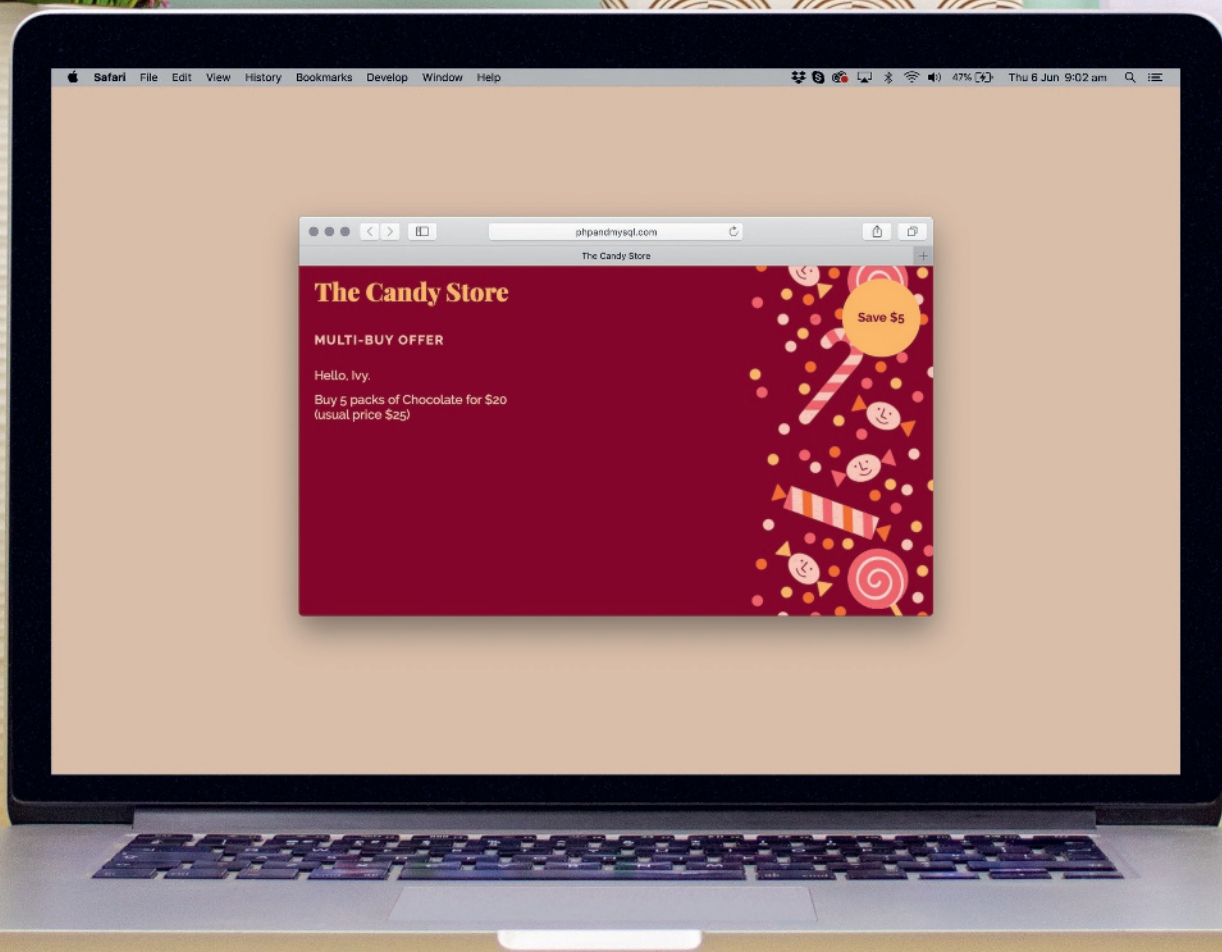 Safari File Edit View History Bookmarks Develop Window Help 47% Thu 6 Jun 9:02 am
phpandmysql.com
The Candy Store
The Candy Store
Save $5
MULTI-BUY OFFER
Hello, Ivy.
Buy 5 packs of Chocolate for $20
(usual price $25)